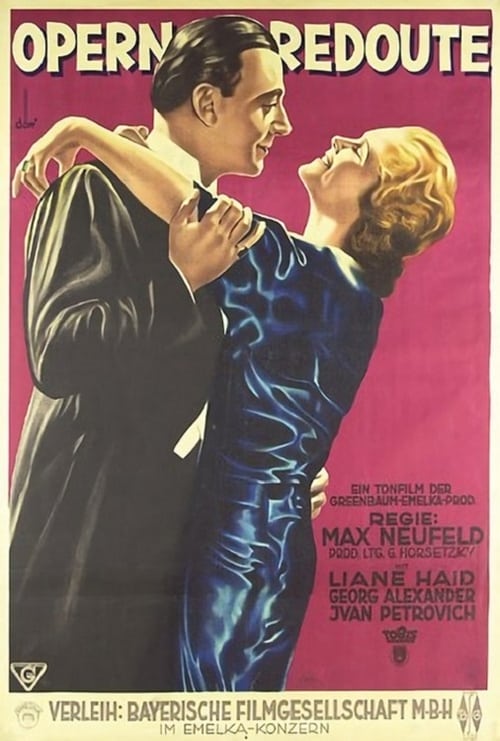 OPERN REDOUTE
EIN TONFILM DER
GREENBAUM-EMELKA-PROD.
REGIE:
MAX NEUFELD
PROD. LTG. G. HORSETZKY
MIT
LIANE HAID
GEORG ALEXANDER
JVAN PETROVICH
TOBIS
G
VERLEIH: BAYERISCHE FILMGESELLSCHAFT M·B·H
IM EMELKA-KONZERN